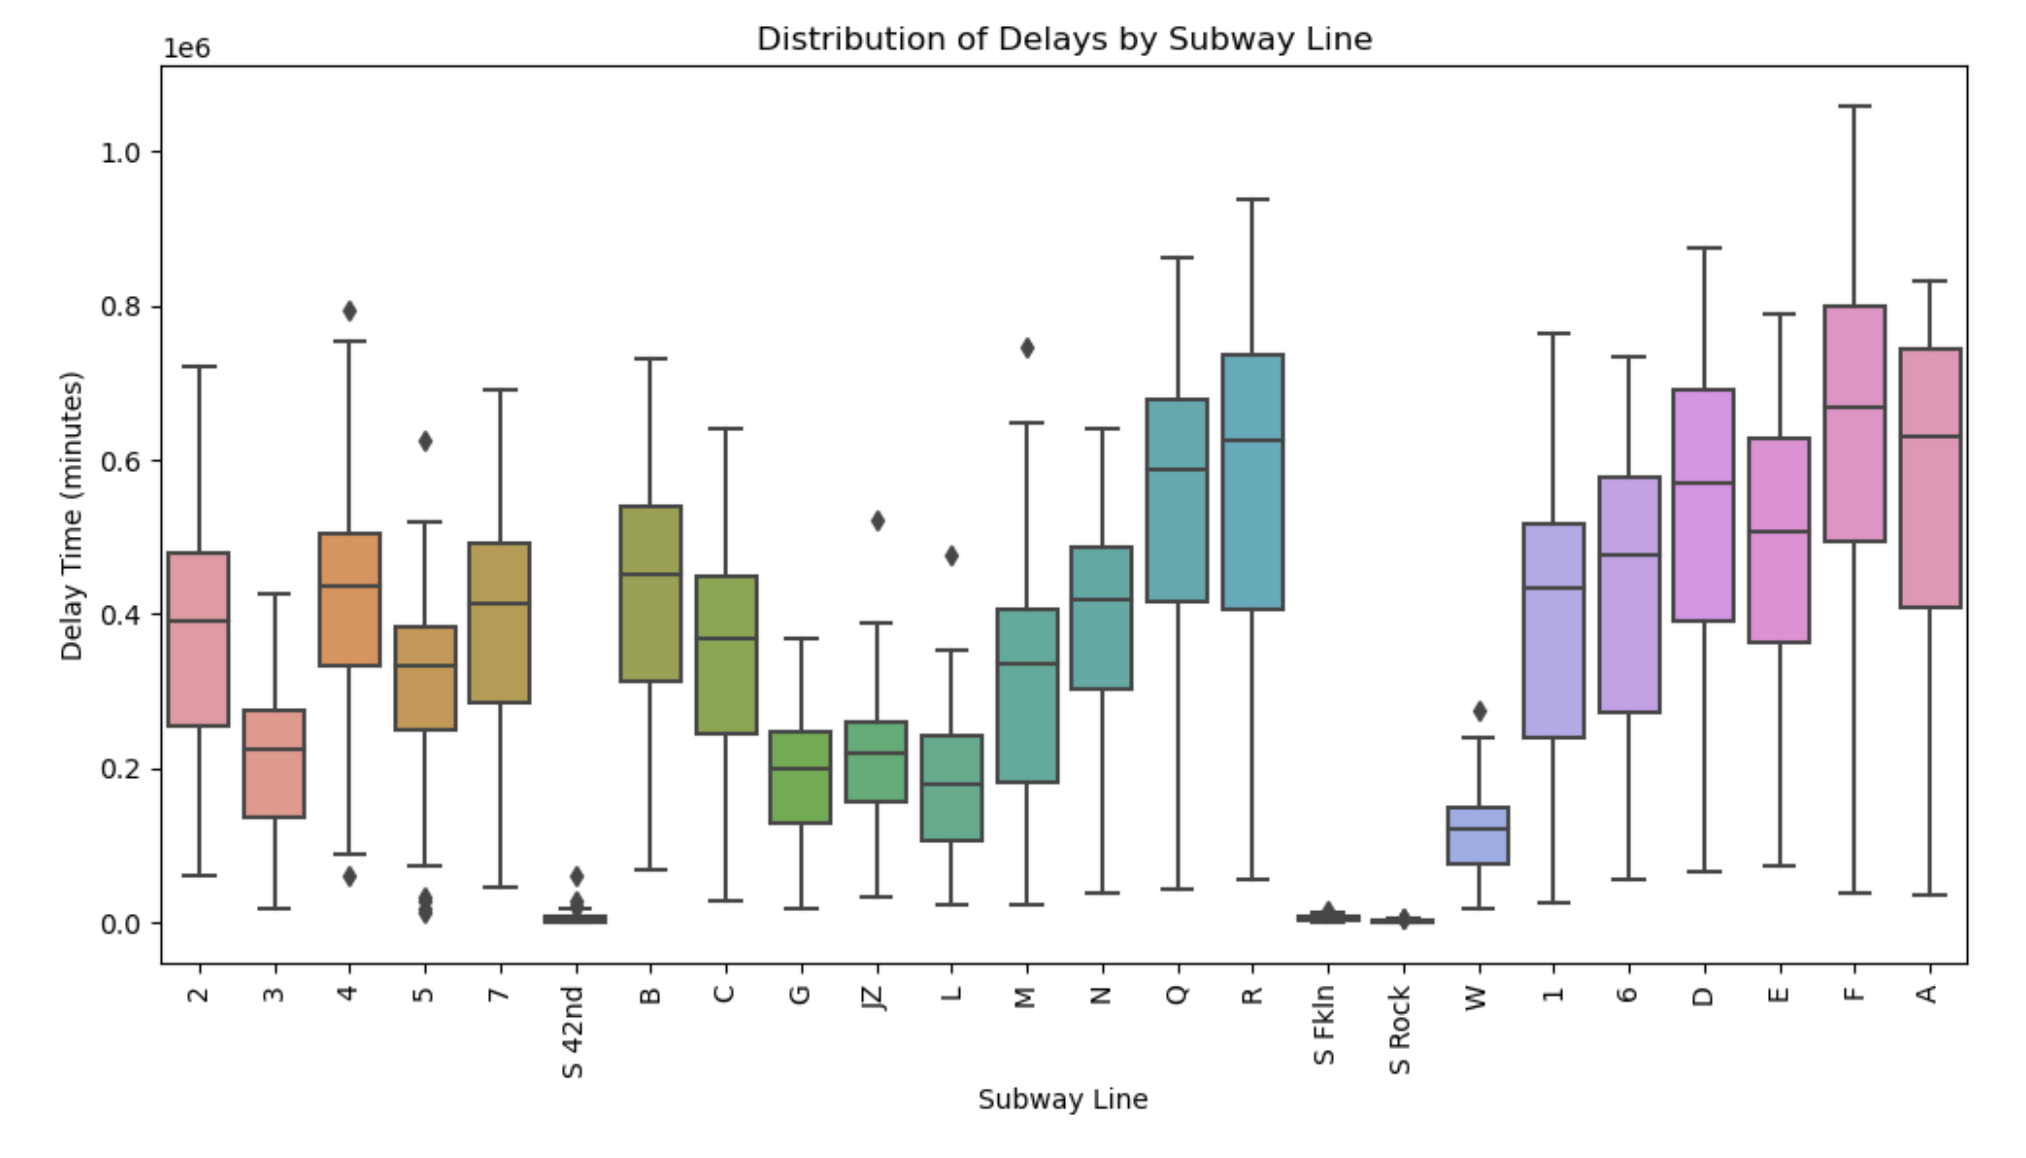 Distribution of Delays by Subway Line
1e6
1.0
0.8
0.6
0.4
0.2
0.0
Delay Time (minutes)
2
3
4
5
7
S 42nd
B
C
G
JZ
L
M
N
Q
R
S Fkln
S Rock
W
1
6
D
E
F
A
Subway Line